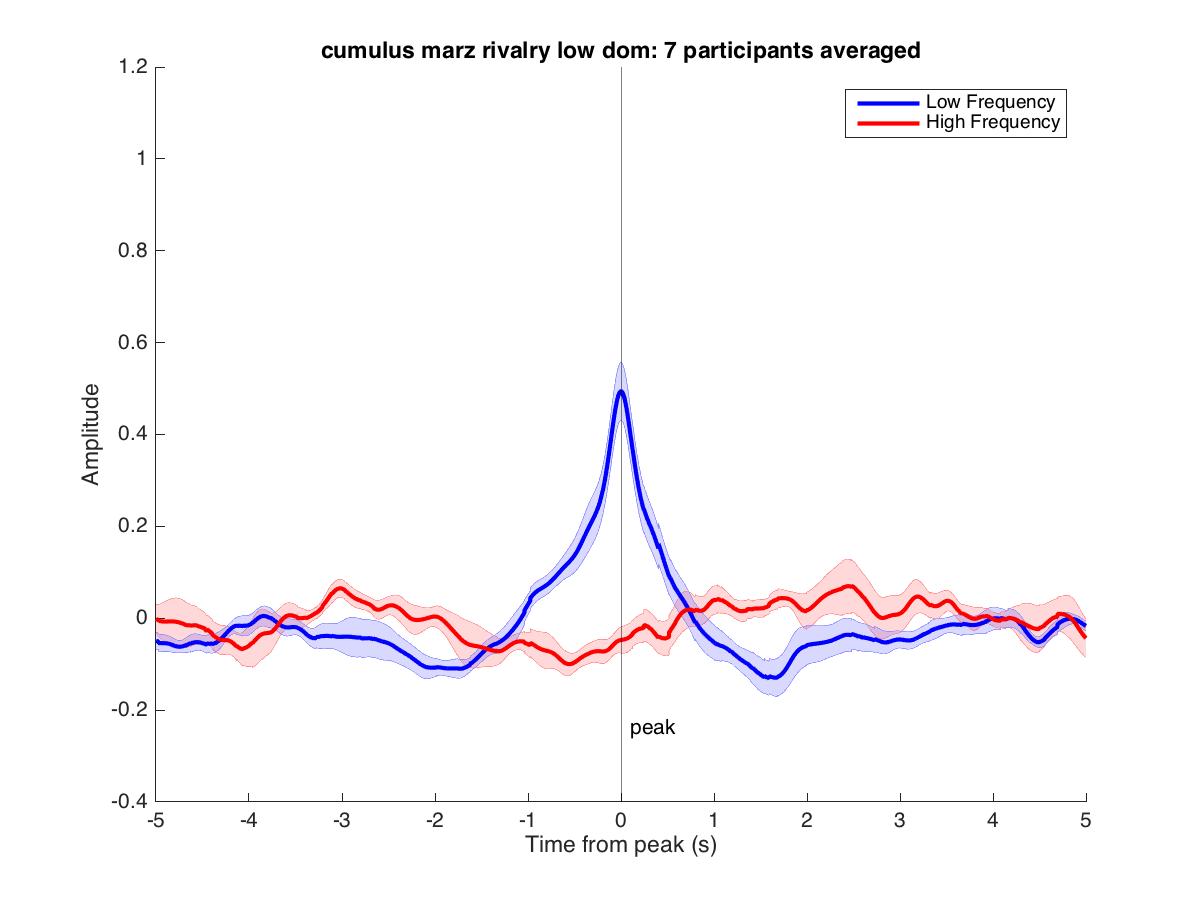 cumulus marz rivalry low dom: 7 participants averaged
Low Frequency
High Frequency
1.2
1
0.8
0.6
0.4
0.2
0
-0.2
-0.4
Amplitude
peak
-5 -4 -3 -2 -1 0 1 2 3 4 5
Time from peak (s)